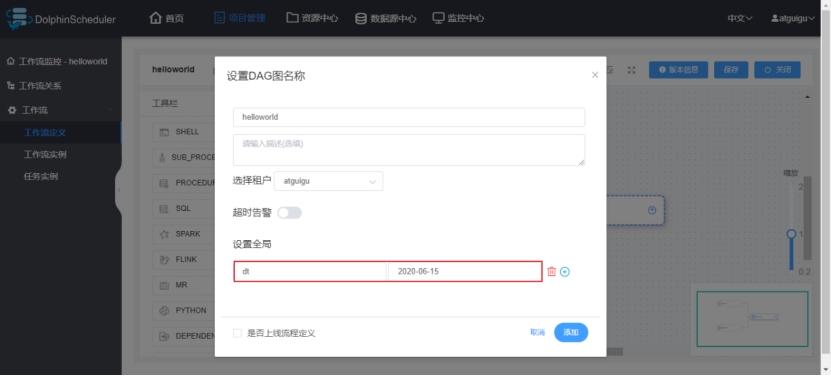 DolphinScheduler 首页 项目管理 资源中心 数据源中心 监控中心 中文 atguigu
工作流监控 - helloworld
工作流关系
工作流
工作流定义
工作流实例
任务实例
helloworld
版本信息 保存 关闭
工具栏
SHELL
SUB_PROCE
PROCEDUR
SQL
SPARK
FLINK
MR
PYTHON
DEPENDEN
设置DAG图名称
helloworld
请输入描述(选填)
选择租户 atguigu
超时告警
设置全局
dt 2020-06-15
是否上线流程定义 取消 添加
缩放
2
1
0.2